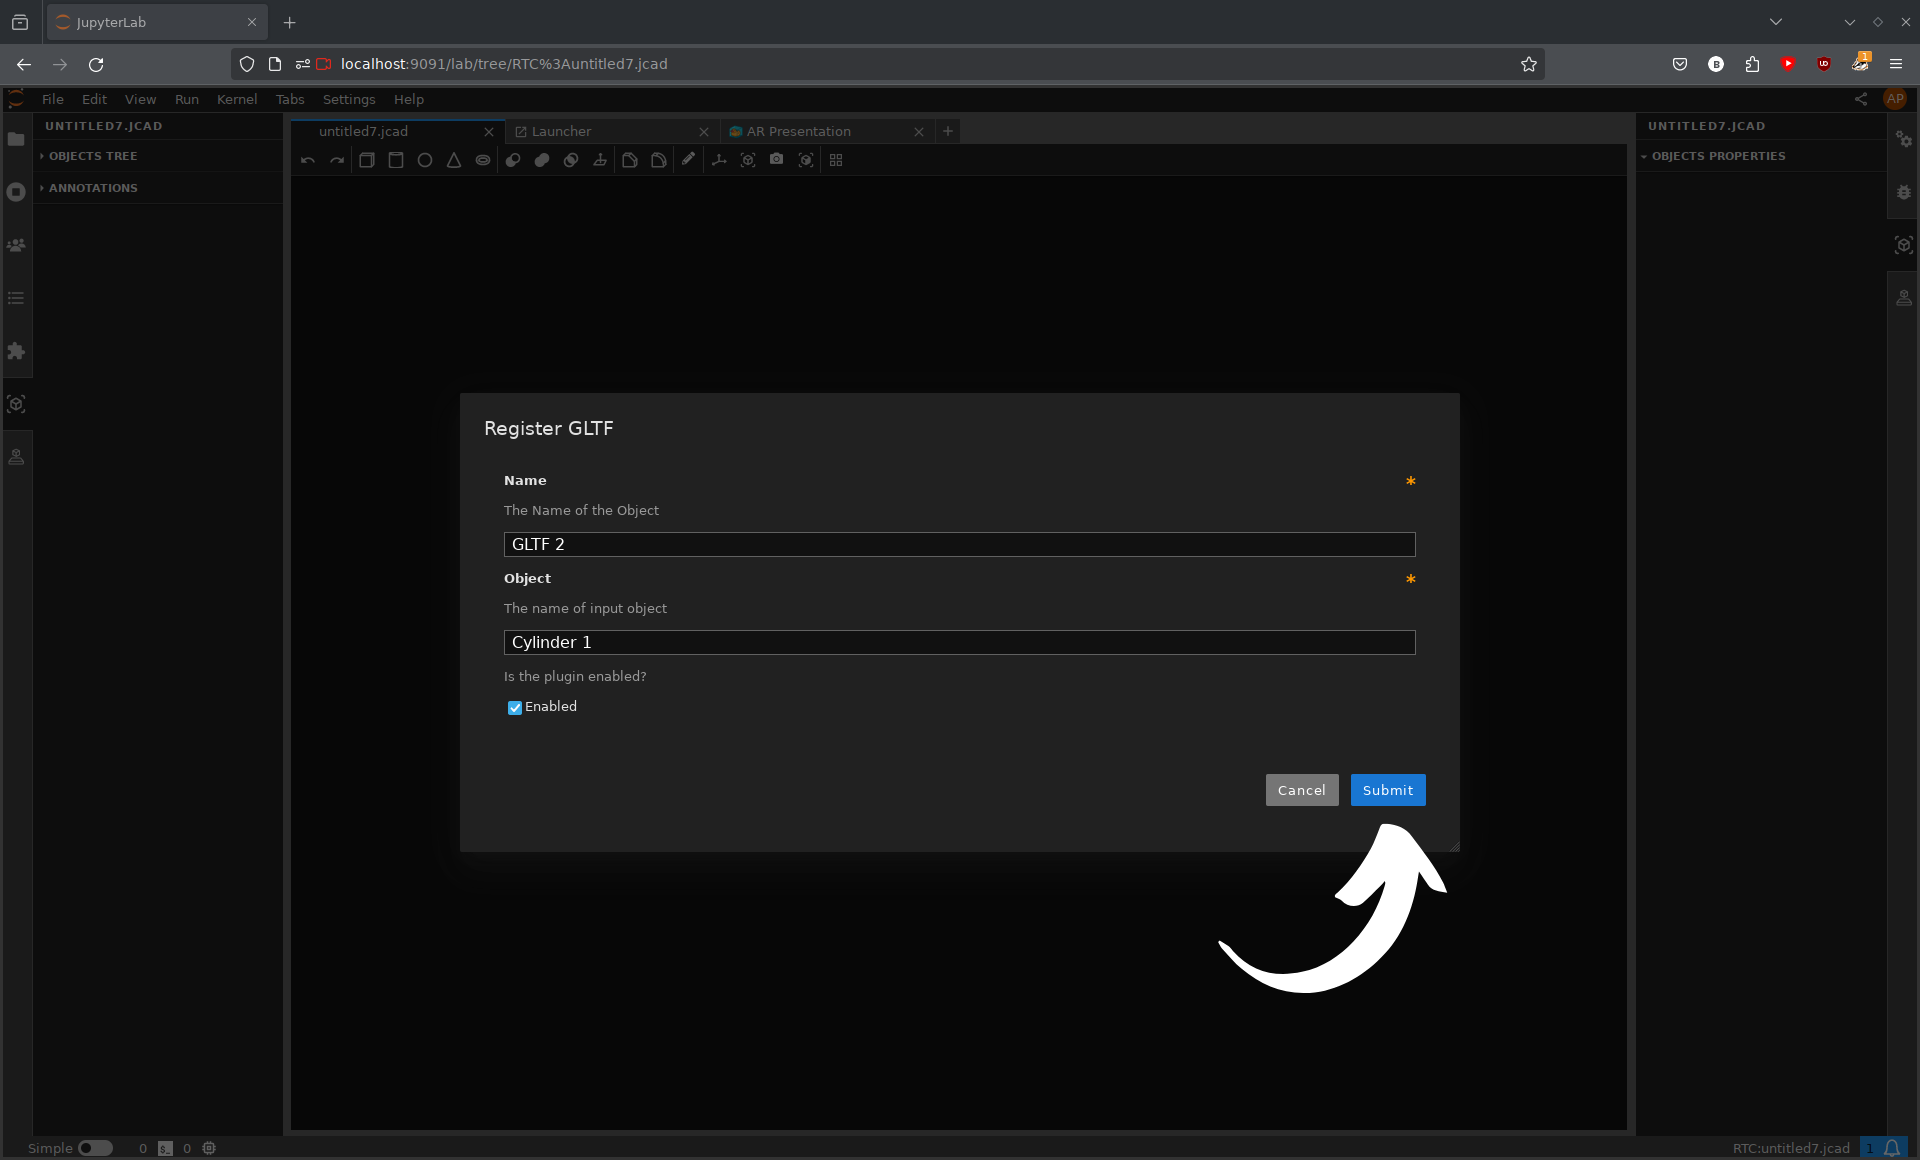 JupyterLab
localhost:9091/lab/tree/RTC%3Auntitled7.jcad
1
File Edit View Run Kernel Tabs Settings Help
AP
UNTITLED7.JCAD
OBJECTS TREE
ANNOTATIONS
untitled7.jcad
Launcher
AR Presentation
UNTITLED7.JCAD
OBJECTS PROPERTIES
Register GLTF
Name *
The Name of the Object
GLTF 2
Object *
The name of input object
Cylinder 1
Is the plugin enabled?
Enabled
Cancel Submit
Simple 0 $_ 0
RTC:untitled7.jcad 1